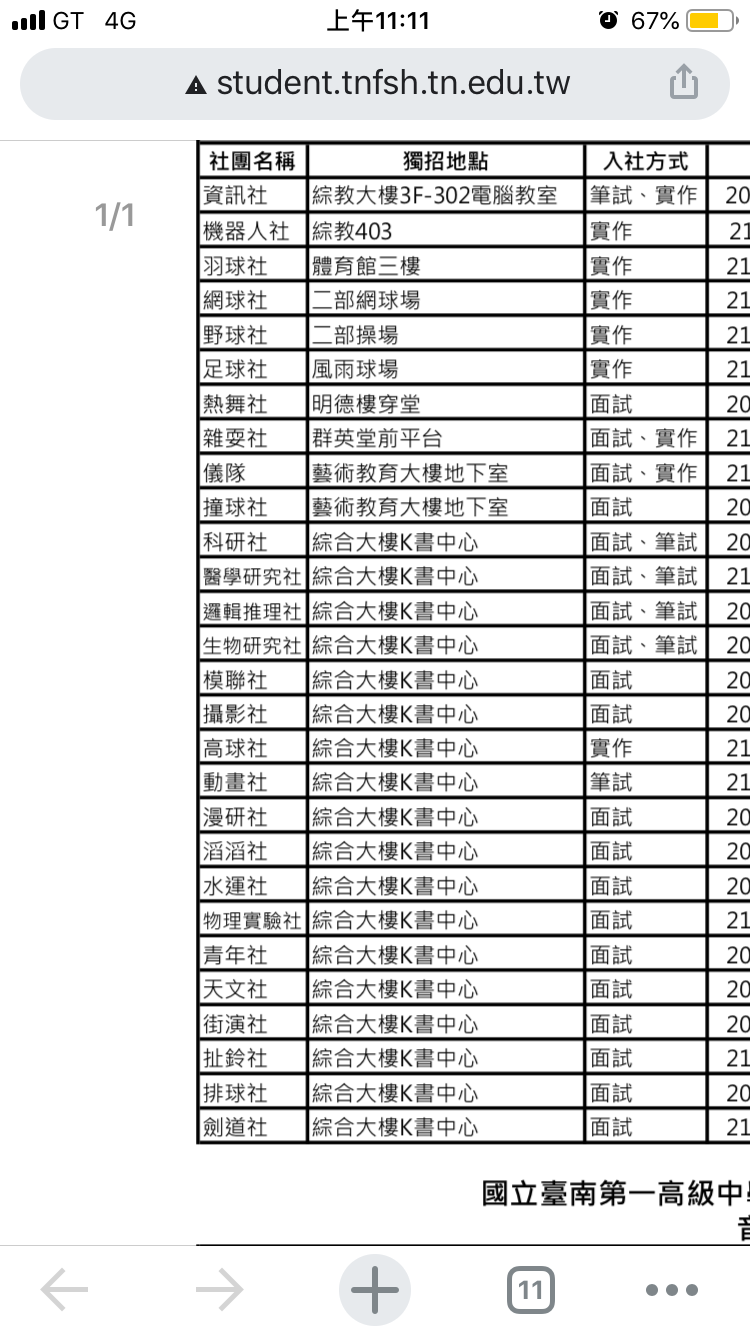 GT 4G 上午11:11 67%
student.tnfsh.tn.edu.tw
1/1
社團名稱 獨招地點 入社方式
資訊社 綜教大樓3F-302電腦教室 筆試、實作 20
機器人社 綜教403 實作 21
羽球社 體育館三樓 實作 21
網球社 二部網球場 實作 21
野球社 二部操場 實作 21
足球社 風雨球場 實作 21
熱舞社 明德樓穿堂 面試 20
雜耍社 群英堂前平台 面試、實作 21
儀隊 藝術教育大樓地下室 面試、實作 21
撞球社 藝術教育大樓地下室 面試 20
科研社 綜合大樓K書中心 面試、筆試 20
醫學研究社 綜合大樓K書中心 面試、筆試 21
邏輯推理社 綜合大樓K書中心 面試、筆試 20
生物研究社 綜合大樓K書中心 面試、筆試 20
模聯社 綜合大樓K書中心 面試 20
攝影社 綜合大樓K書中心 面試 20
高球社 綜合大樓K書中心 實作 21
動畫社 綜合大樓K書中心 筆試 21
漫研社 綜合大樓K書中心 面試 20
滔滔社 綜合大樓K書中心 面試 20
水運社 綜合大樓K書中心 面試 20
物理實驗社 綜合大樓K書中心 面試 21
青年社 綜合大樓K書中心 面試 20
天文社 綜合大樓K書中心 面試 20
街演社 綜合大樓K書中心 面試 20
扯鈴社 綜合大樓K書中心 面試 21
排球社 綜合大樓K書中心 面試 20
劍道社 綜合大樓K書中心 面試 21
國立臺南第一高級中
11